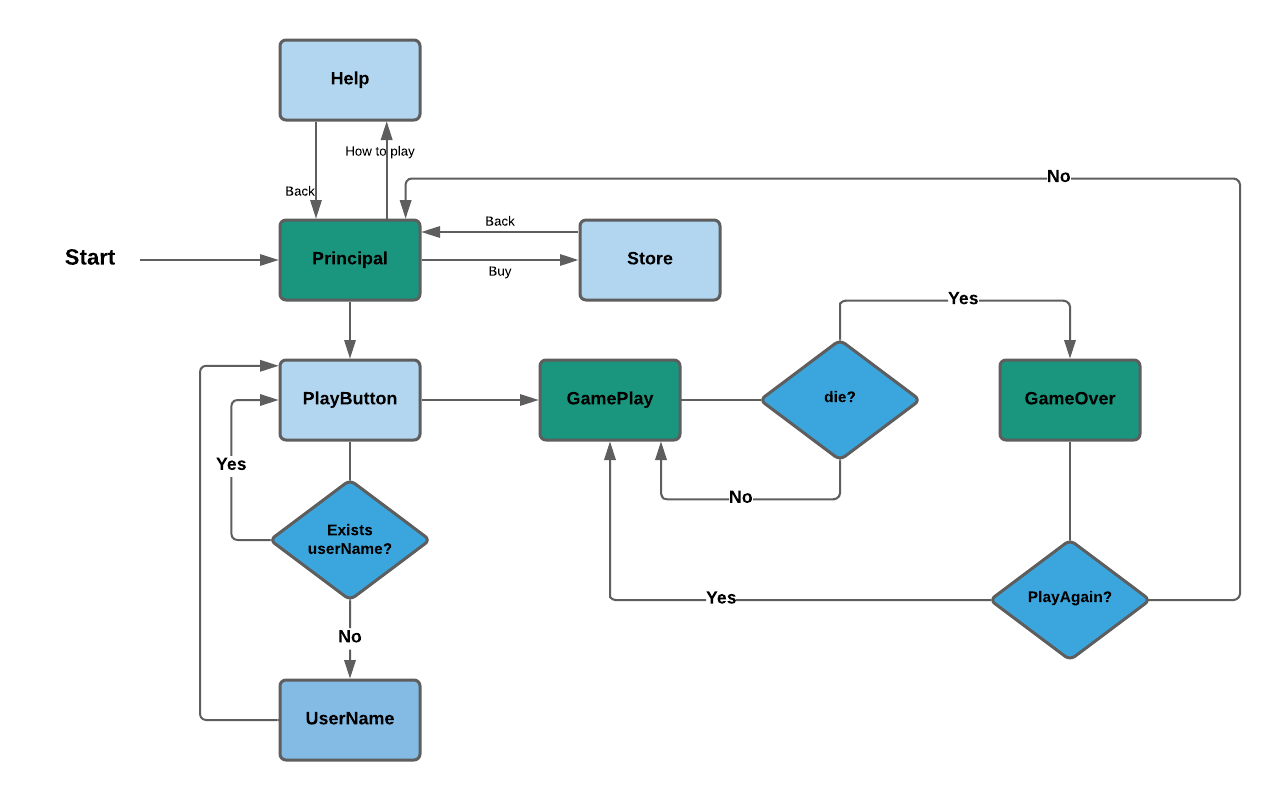 Help
How to play
Back
No
Back
Start
Principal
Store
Buy
Yes
PlayButton
GamePlay
die?
GameOver
Yes
No
Exists
userName?
Yes
PlayAgain?
No
UserName